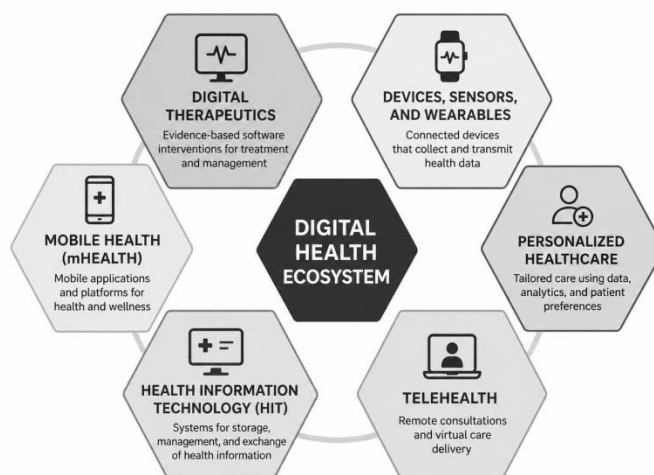 DIGITAL
THERAPEUTICS
Evidence-based software
interventions for treatment
and management
DEVICES, SENSORS,
AND WEARABLES
Connected devices
that collect and transmit
health data
MOBILE HEALTH
(mHEALTH)
Mobile applications
and platforms for
health and wellness
DIGITAL
HEALTH
ECOSYSTEM
PERSONALIZED
HEALTHCARE
Tailored care using data,
analytics, and patient
preferences
HEALTH INFORMATION
TECHNOLOGY (HIT)
Systems for storage,
management, and exchange
of health information
TELEHEALTH
Remote consultations
and virtual care
delivery